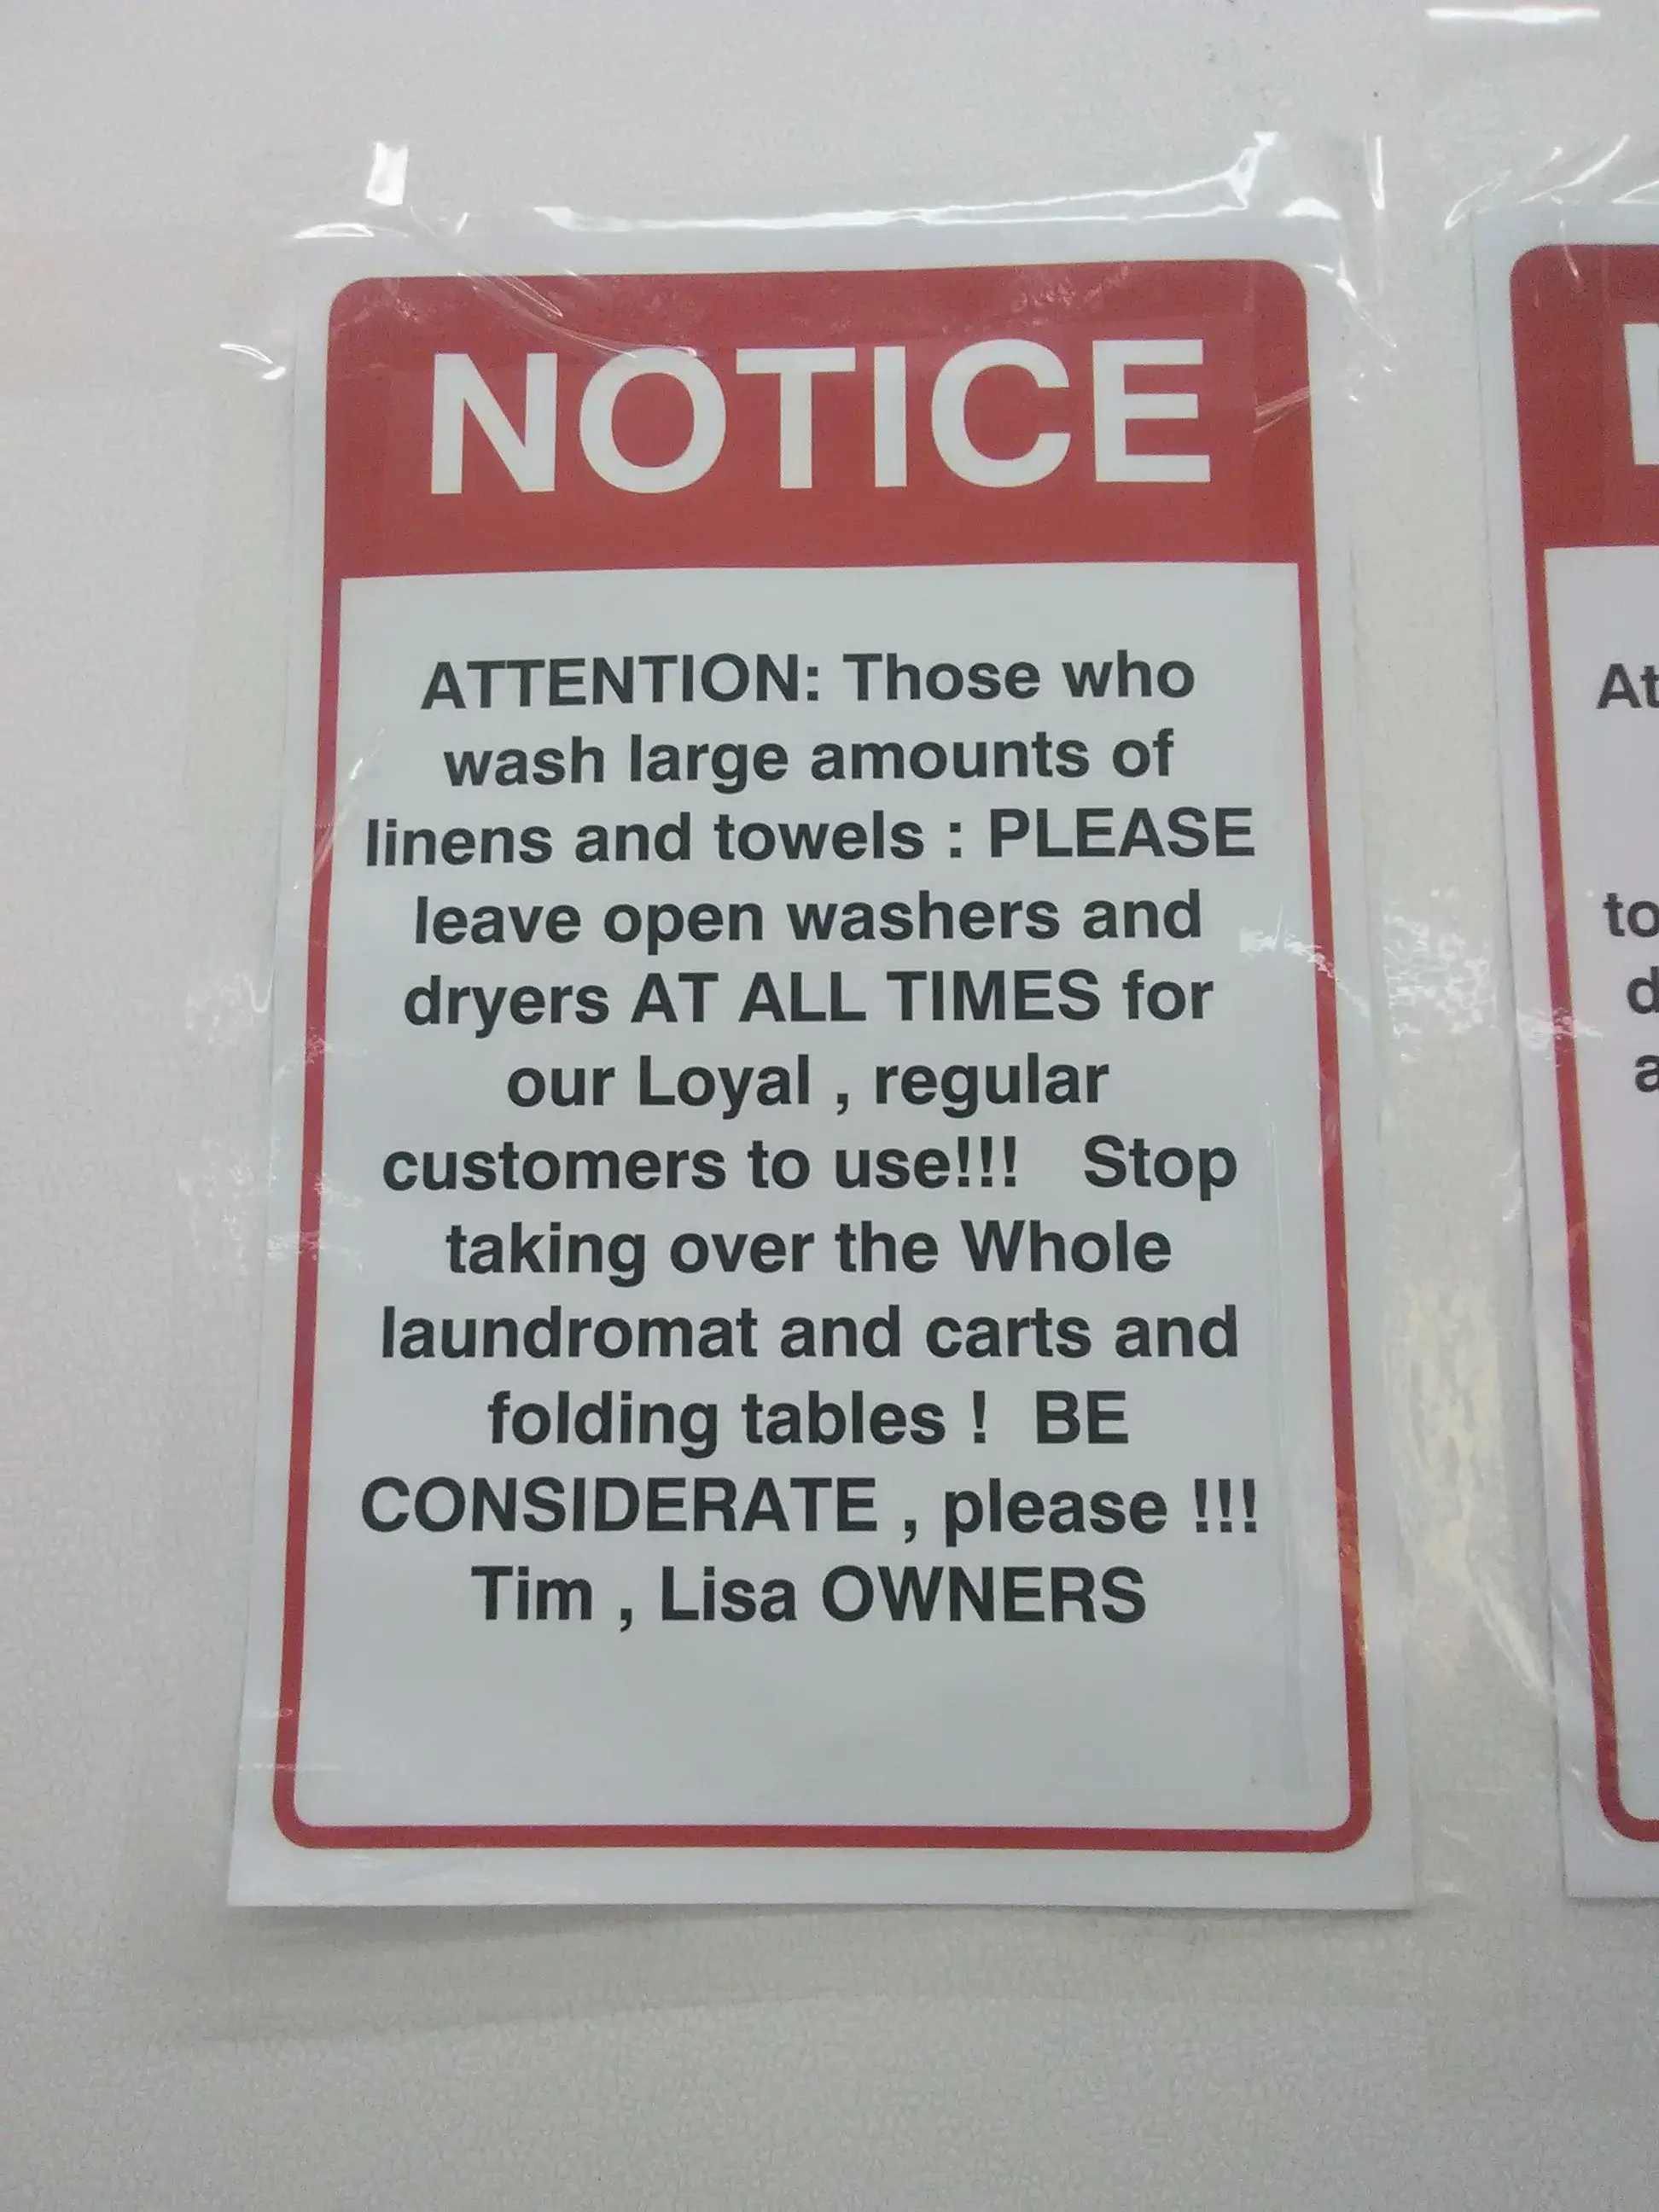 NOTICE
ATTENTION: Those who
wash large amounts of
linens and towels : PLEASE
leave open washers and
dryers AT ALL TIMES for
our Loyal , regular
customers to use!!!   Stop
taking over the Whole
laundromat and carts and
folding tables !  BE
CONSIDERATE , please !!!
Tim , Lisa OWNERS
At
to
d
a